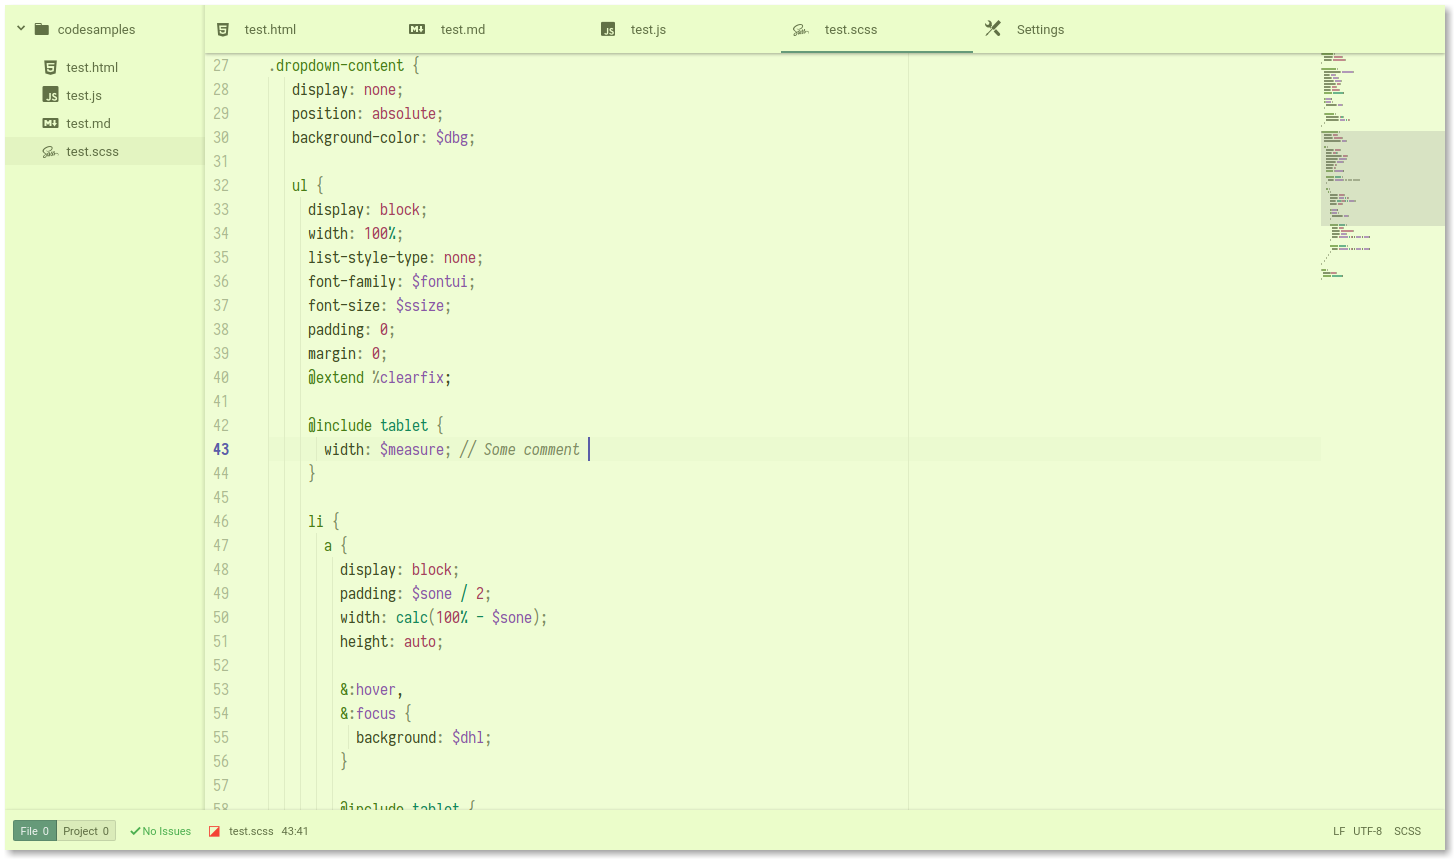 codesamples
test.html
test.js
test.md
test.scss
test.html test.md test.js test.scss Settings
27 .dropdown-content {
28 display: none;
29 position: absolute;
30 background-color: $dbg;
31
32 ul {
33 display: block;
34 width: 100%;
35 list-style-type: none;
36 font-family: $fontui;
37 font-size: $ssize;
38 padding: 0;
39 margin: 0;
40 @extend %clearfix;
41
42 @include tablet {
43 width: $measure; // Some comment
44 }
45
46 li {
47 a {
48 display: block;
49 padding: $sone / 2;
50 width: calc(100% - $sone);
51 height: auto;
52
53 &:hover,
54 &:focus {
55 background: $dhl;
56 }
57
58 @include tablet {
File 0 Project 0 No Issues test.scss 43:41 LF UTF-8 SCSS